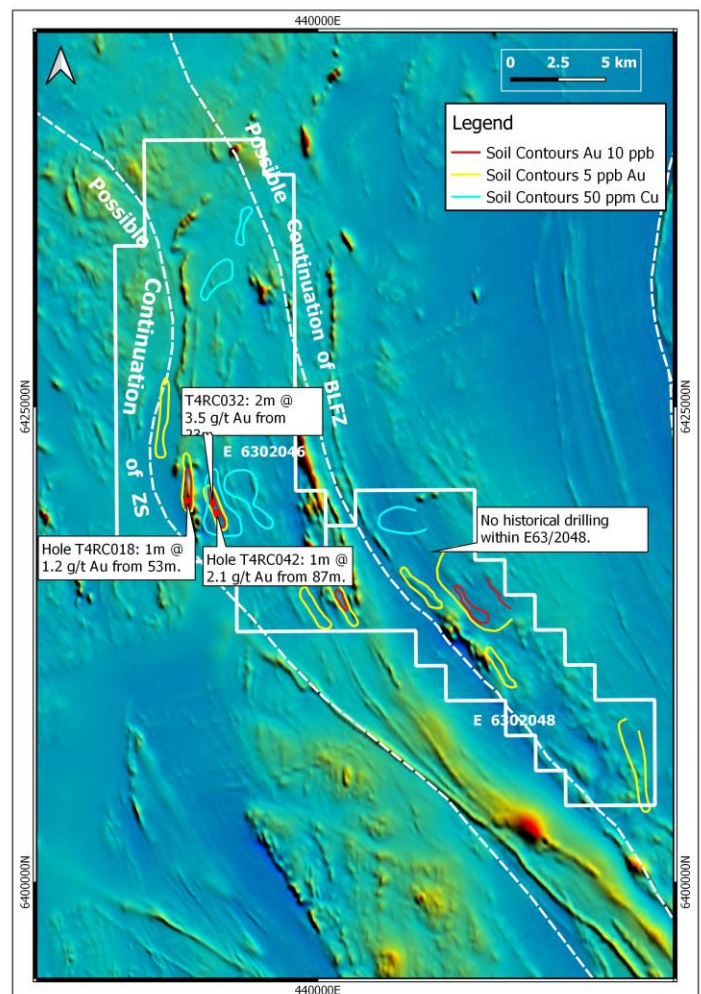 440000E
0 2.5 5 km
Legend
Soil Contours Au 10 ppb
Soil Contours 5 ppb Au
Soil Contours 50 ppm Cu
Possible
Continuation
of ZS
Possible
Continuation of BLFZ
6425000N
6425000N
T4RC032: 2m @
3.5 g/t Au from
23m
E 6302046
Hole T4RC018: 1m @
1.2 g/t Au from 53m.
Hole T4RC042: 1m @
2.1 g/t Au from 87m.
No historical drilling
within E63/2048.
E 6302048
6400000N
6400000N
440000E